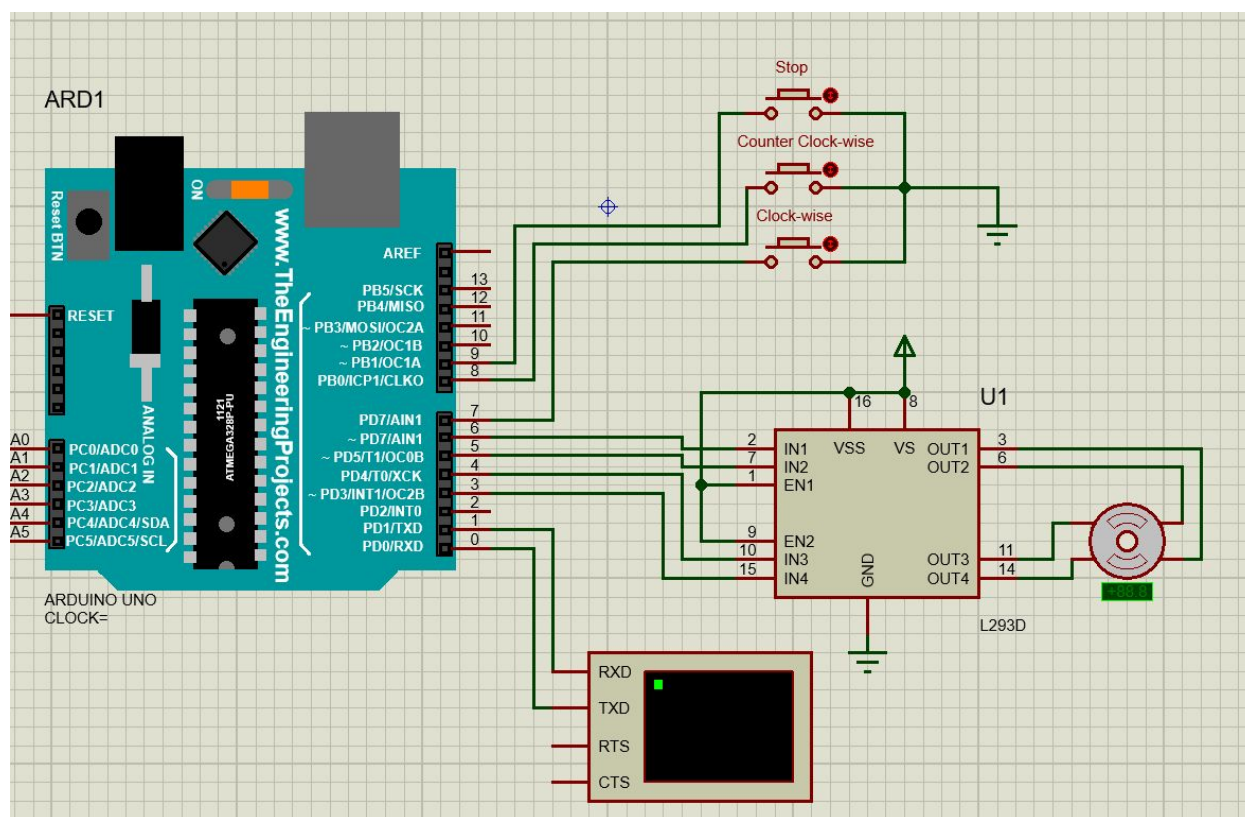 Stop
Counter Clock-wise
Clock-wise
ARD1
Reset BTN
ON
www.TheEngineeringProjects.com
RESET
ANALOG IN
1121
ATMEGA328P-PU
AREF
PB5/SCK 13
PB4/MISO 12
~ PB3/MOSI/OC2A 11
~ PB2/OC1B 10
~ PB1/OC1A 9
PB0/ICP1/CLKO 8
PD7/AIN1 7
~ PD7/AIN1 6
~ PD5/T1/OC0B 5
PD4/T0/XCK 4
~ PD3/INT1/OC2B 3
PD2/INT0 2
PD1/TXD 1
PD0/RXD 0
A0 PC0/ADC0
A1 PC1/ADC1
A2 PC2/ADC2
A3 PC3/ADC3
A4 PC4/ADC4/SDA
A5 PC5/ADC5/SCL
ARDUINO UNO
CLOCK=
U1
16 8
VSS VS
2 IN1
7 IN2
1 EN1
9 EN2
10 IN3
15 IN4
GND
OUT1 3
OUT2 6
OUT3 11
OUT4 14
L293D
+88.8
RXD
TXD
RTS
CTS